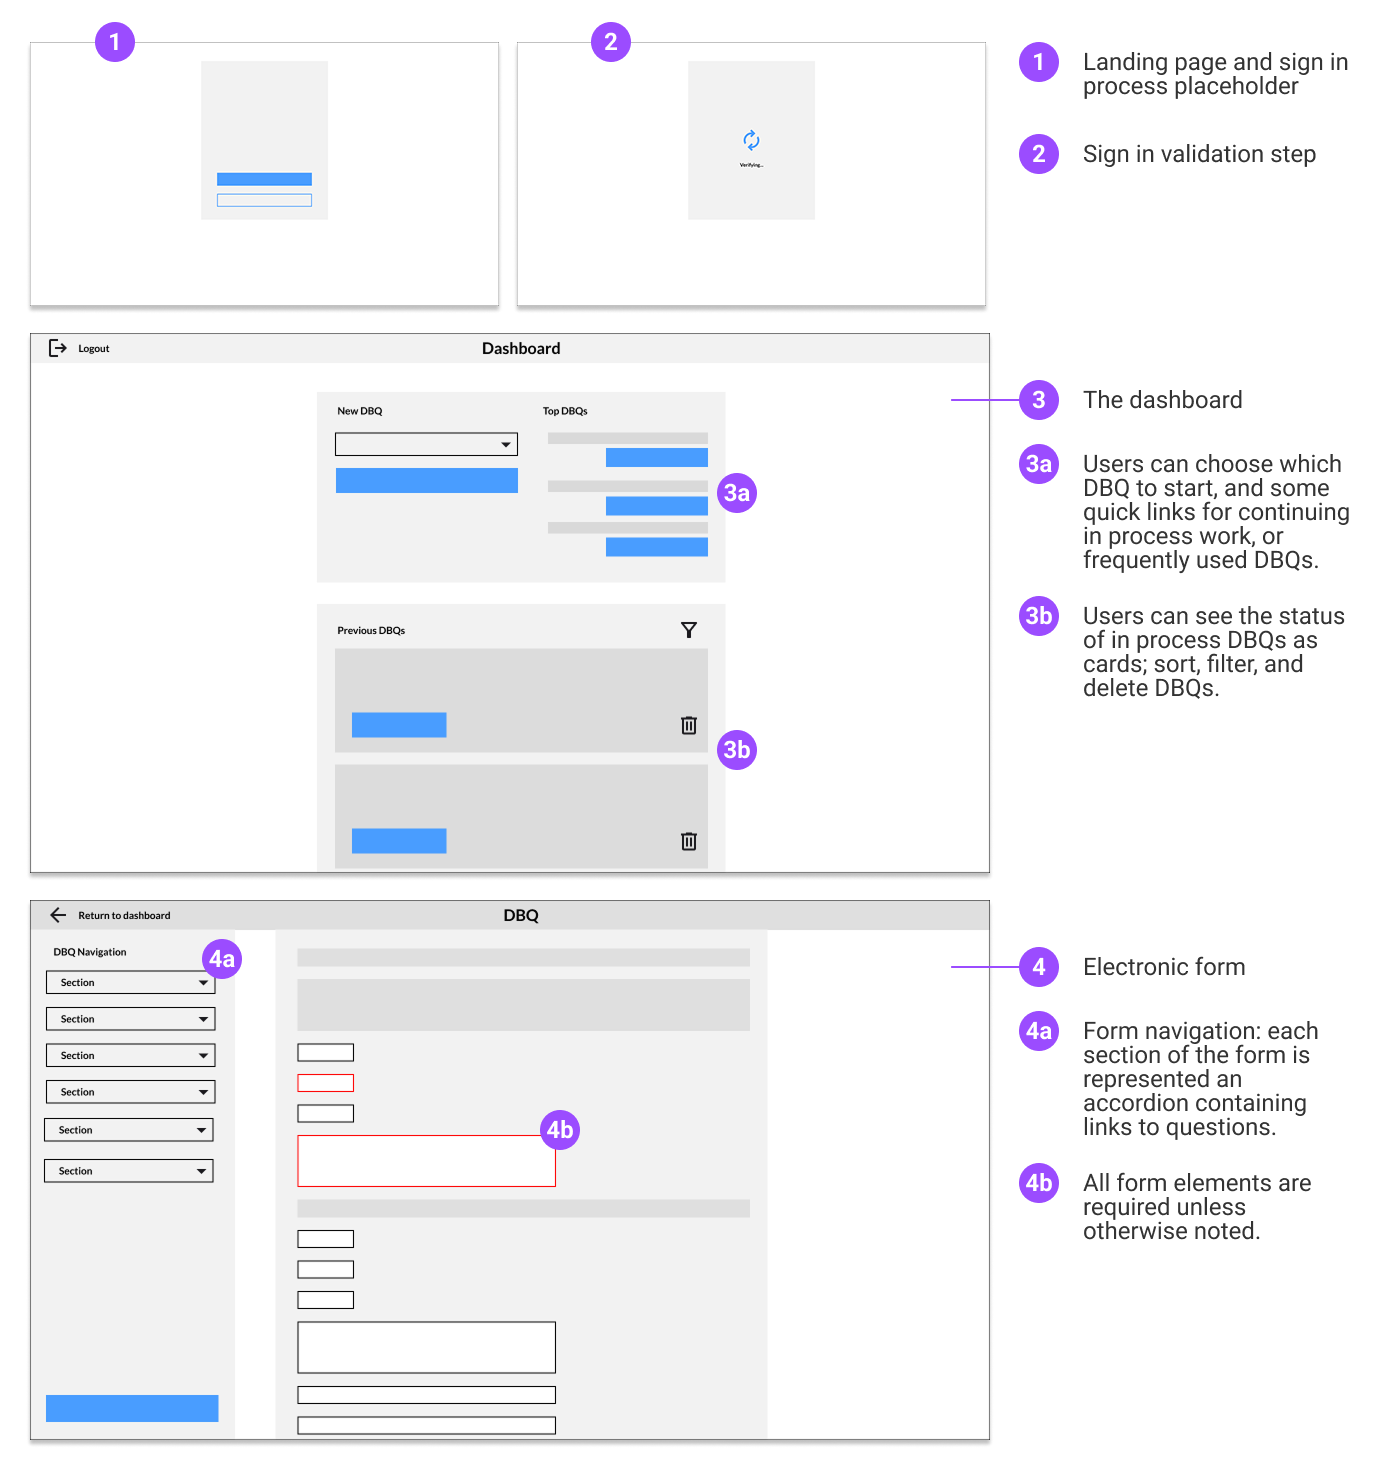 1
2
Verifying...
1
Landing page and sign in
process placeholder
2
Sign in validation step
Logout
Dashboard
New DBQ
Top DBQs
3a
Previous DBQs
3b
3
The dashboard
3a
Users can choose which
DBQ to start, and some
quick links for continuing
in process work, or
frequently used DBQs.
3b
Users can see the status
of in process DBQs as
cards; sort, filter, and
delete DBQs.
Return to dashboard
DBQ
DBQ Navigation
4a
Section
Section
Section
Section
Section
Section
4b
4
Electronic form
4a
Form navigation: each
section of the form is
represented an
accordion containing
links to questions.
4b
All form elements are
required unless
otherwise noted.